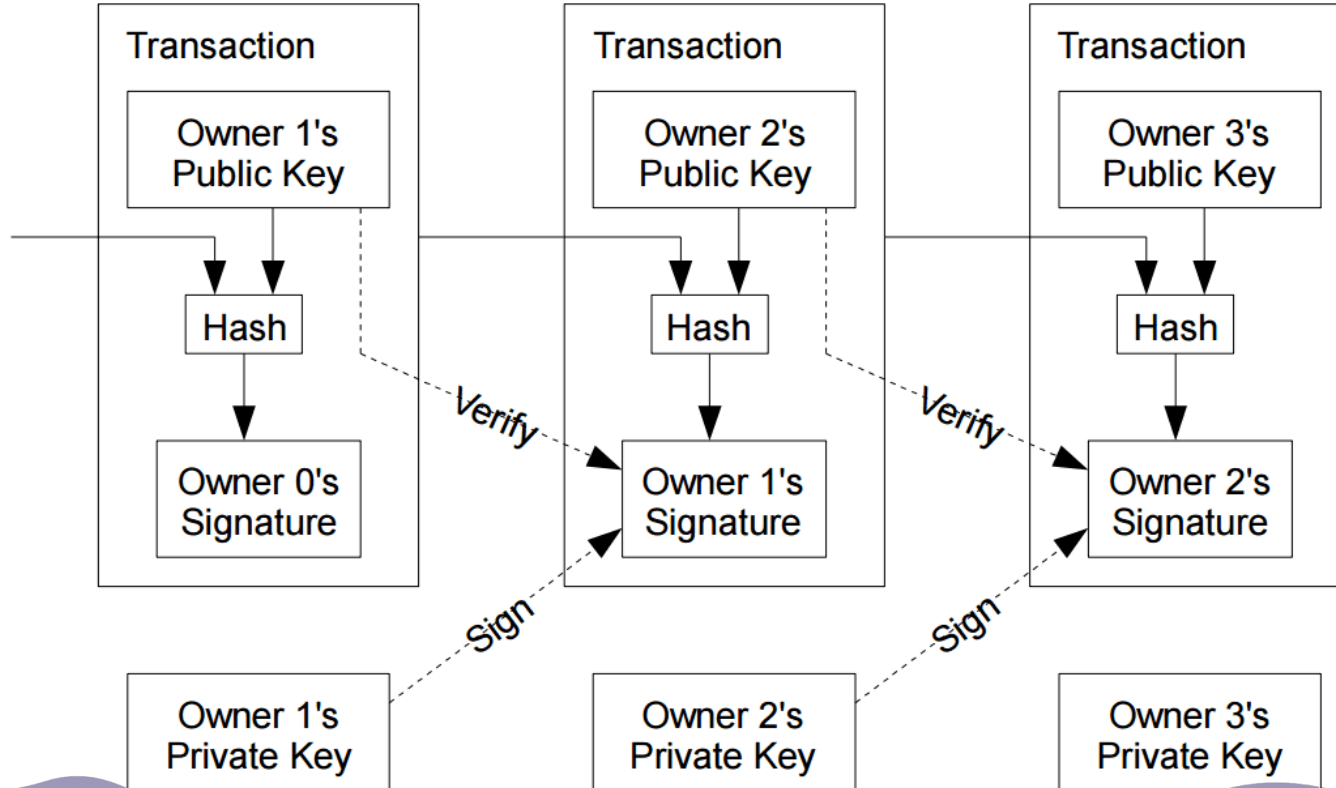 Transaction
Owner 1's
Public Key
Hash
Owner 0's
Signature
Transaction
Owner 2's
Public Key
Hash
Verify
Owner 1's
Signature
Transaction
Owner 3's
Public Key
Hash
Verify
Owner 2's
Signature
Sign
Sign
Owner 1's
Private Key
Owner 2's
Private Key
Owner 3's
Private Key